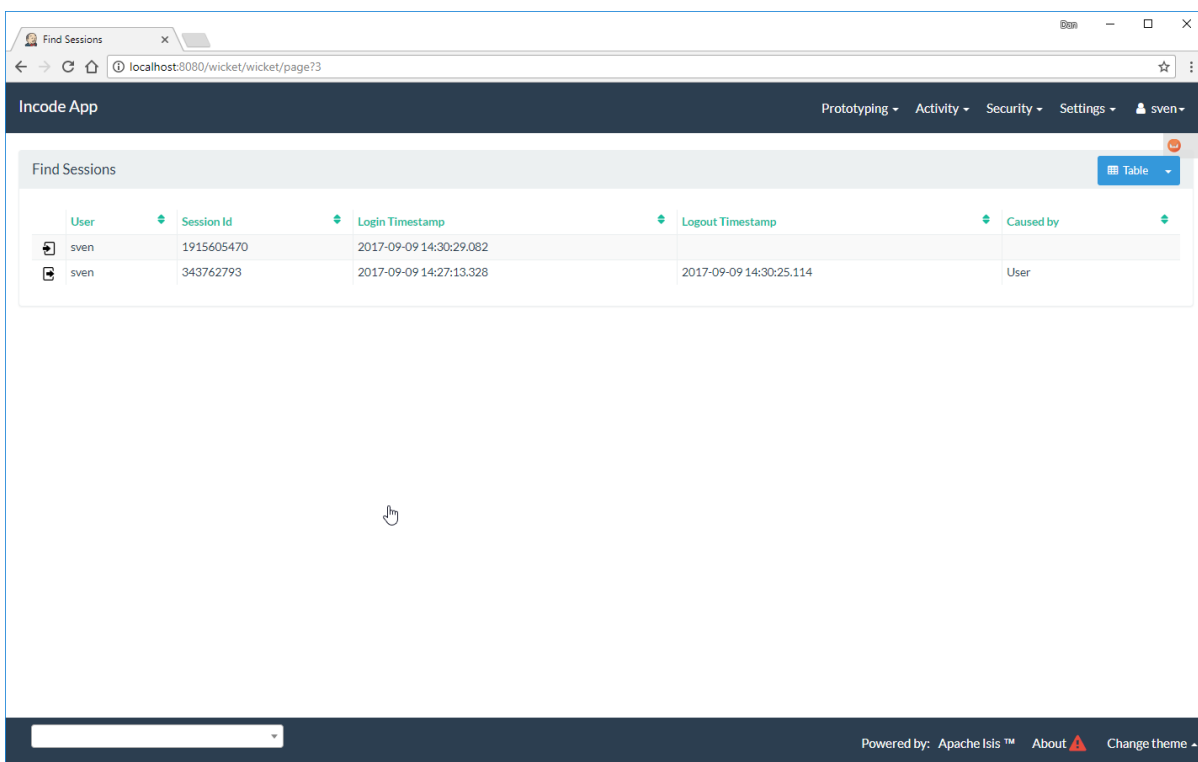 Dan
Find Sessions
localhost:8080/wicket/wicket/page?3
Incode App Prototyping Activity Security Settings sven
Find Sessions Table
User Session Id Login Timestamp Logout Timestamp Caused by
sven 1915605470 2017-09-09 14:30:29.082
sven 343762793 2017-09-09 14:27:13.328 2017-09-09 14:30:25.114 User
Powered by: Apache Isis ™ About Change theme